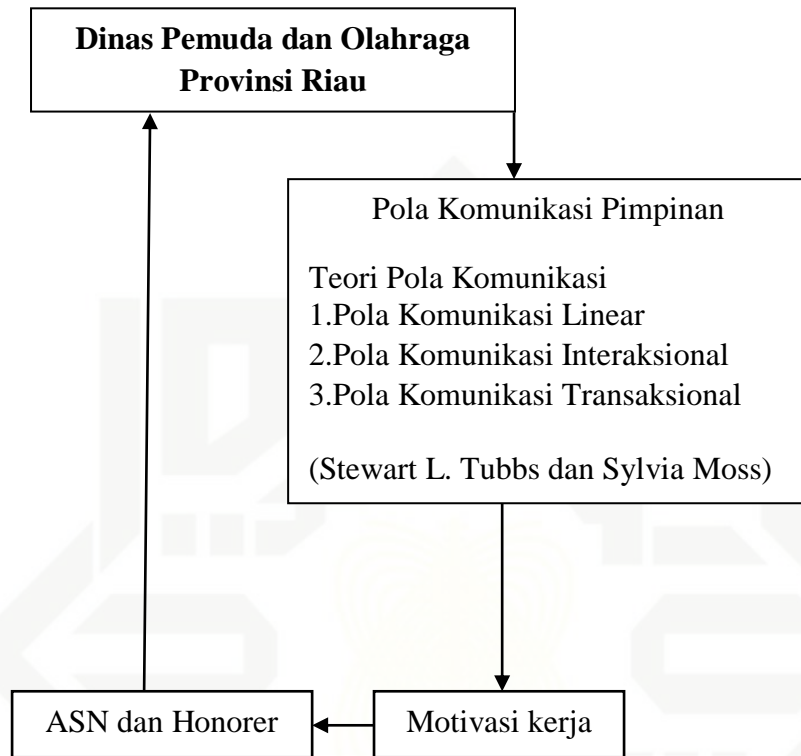 Dinas Pemuda dan Olahraga
Provinsi Riau
Pola Komunikasi Pimpinan
Teori Pola Komunikasi
1.Pola Komunikasi Linear
2.Pola Komunikasi Interaksional
3.Pola Komunikasi Transaksional
(Stewart L. Tubbs dan Sylvia Moss)
ASN dan Honorer
Motivasi kerja